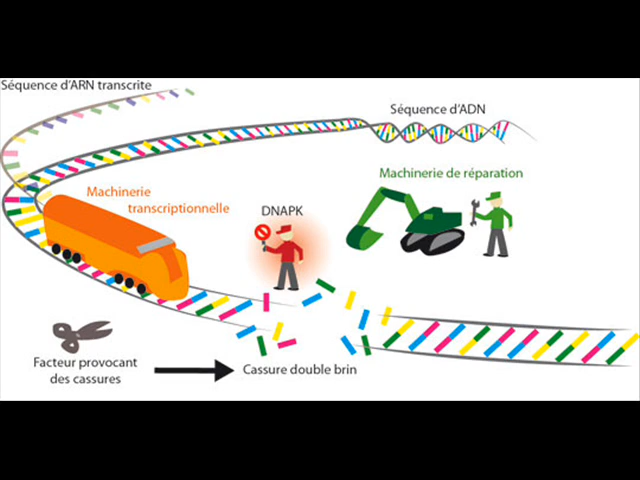 Séquence d'ARN transcrite
Séquence d'ADN
Machinerie de réparation
Machinerie
transcriptionnelle
DNAPK
Facteur provocant
des cassures
Cassure double brin